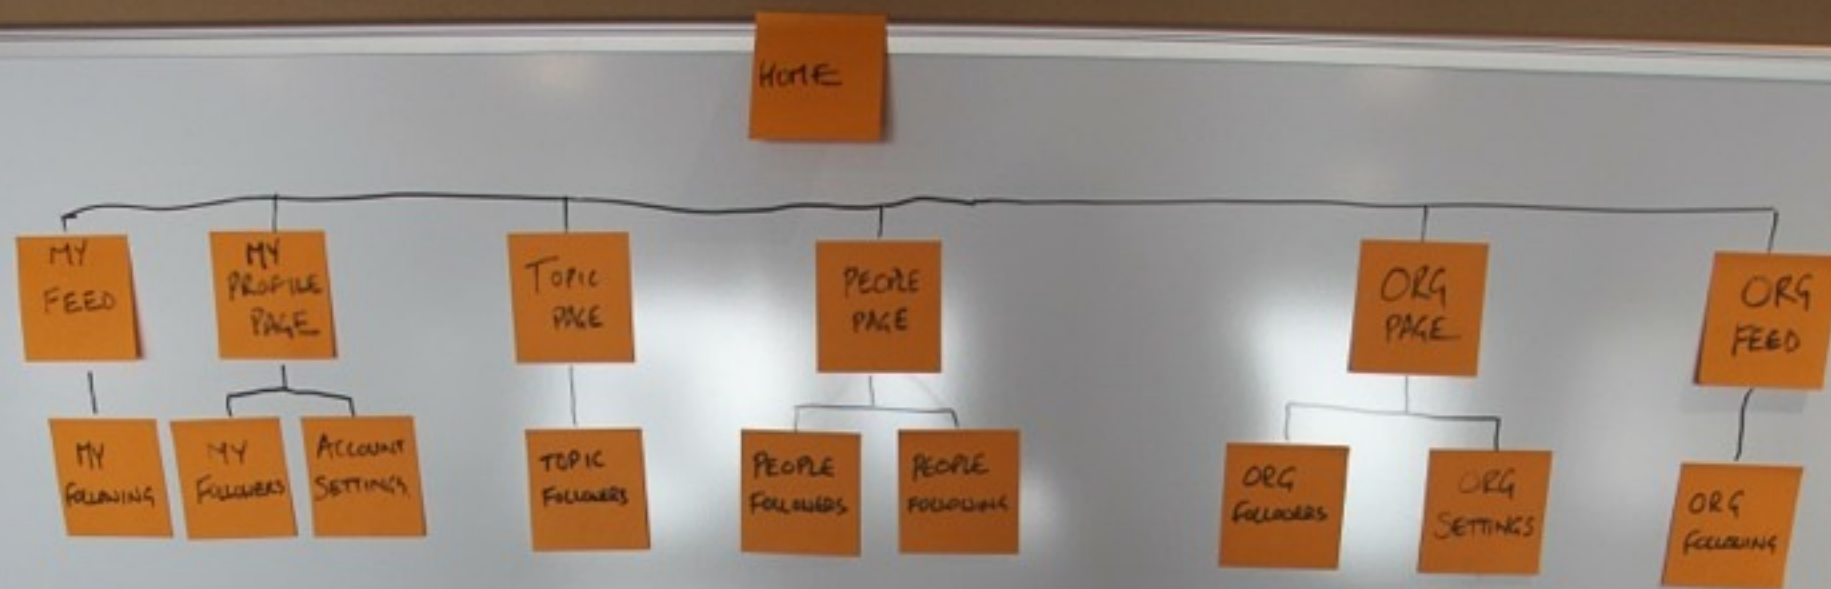 HOME
MY
FEED
MY
PROFILE
PAGE
TOPIC
PAGE
PEOPLE
PAGE
ORG
PAGE
ORG
FEED
MY
FOLLOWING
MY
FOLLOWERS
ACCOUNT
SETTINGS
TOPIC
FOLLOWERS
PEOPLE
FOLLOWERS
PEOPLE
FOLLOWING
ORG
FOLLOWERS
ORG
SETTINGS
ORG
FOLLOWING